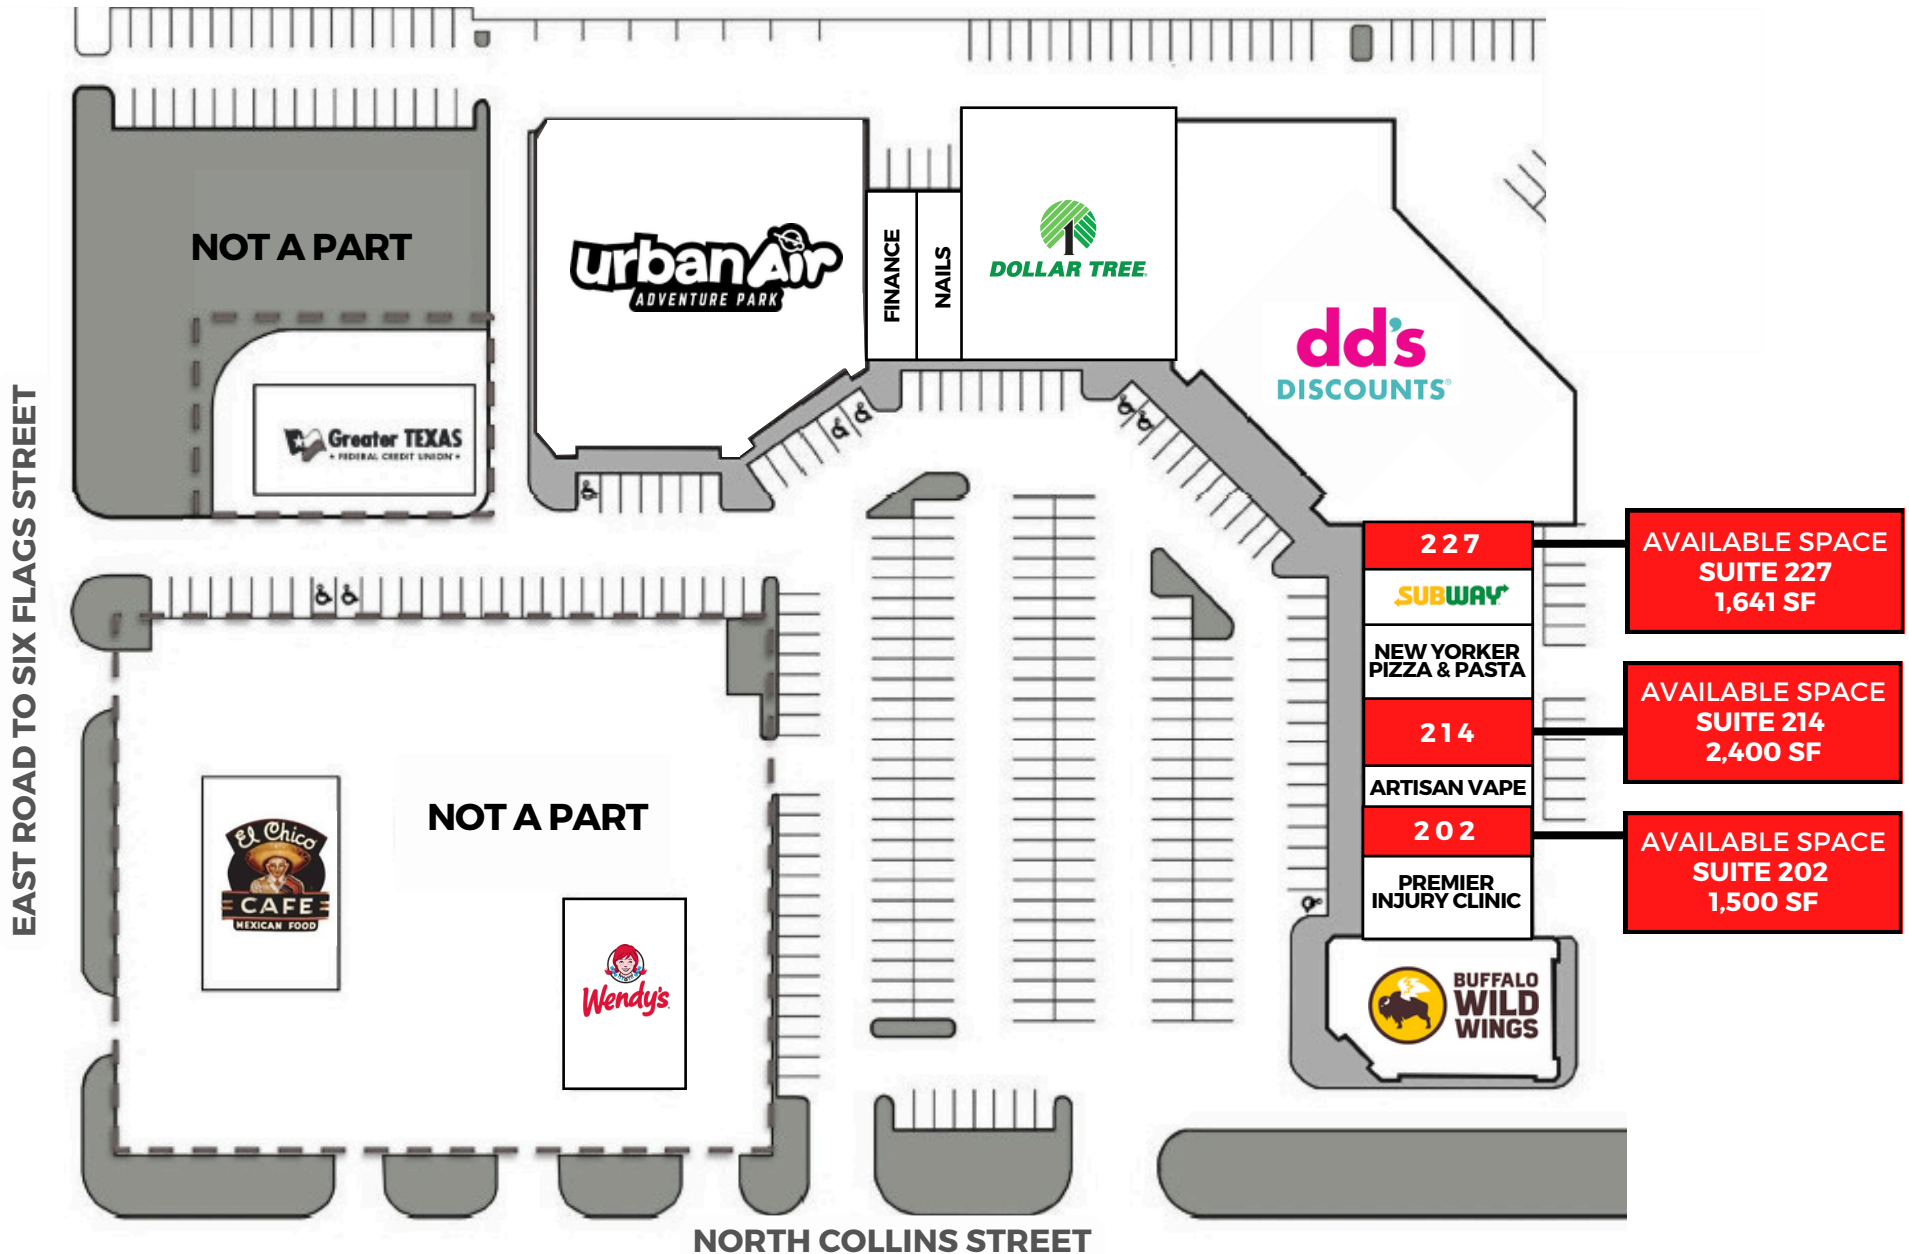 NOT A PART
urban Air
ADVENTURE PARK
FINANCE
NAILS
1
DOLLAR TREE
dd's
DISCOUNTS®
Greater TEXAS
FEDERAL CREDIT UNION
EAST ROAD TO SIX FLAGS STREET
227
SUBWAY
NEW YORKER
PIZZA & PASTA
214
ARTISAN VAPE
202
PREMIER
INJURY CLINIC
BUFFALO
WILD
WINGS
AVAILABLE SPACE
SUITE 227
1,641 SF
AVAILABLE SPACE
SUITE 214
2,400 SF
AVAILABLE SPACE
SUITE 202
1,500 SF
El Chico
CAFE
MEXICAN FOOD
NOT A PART
Wendy's
NORTH COLLINS STREET